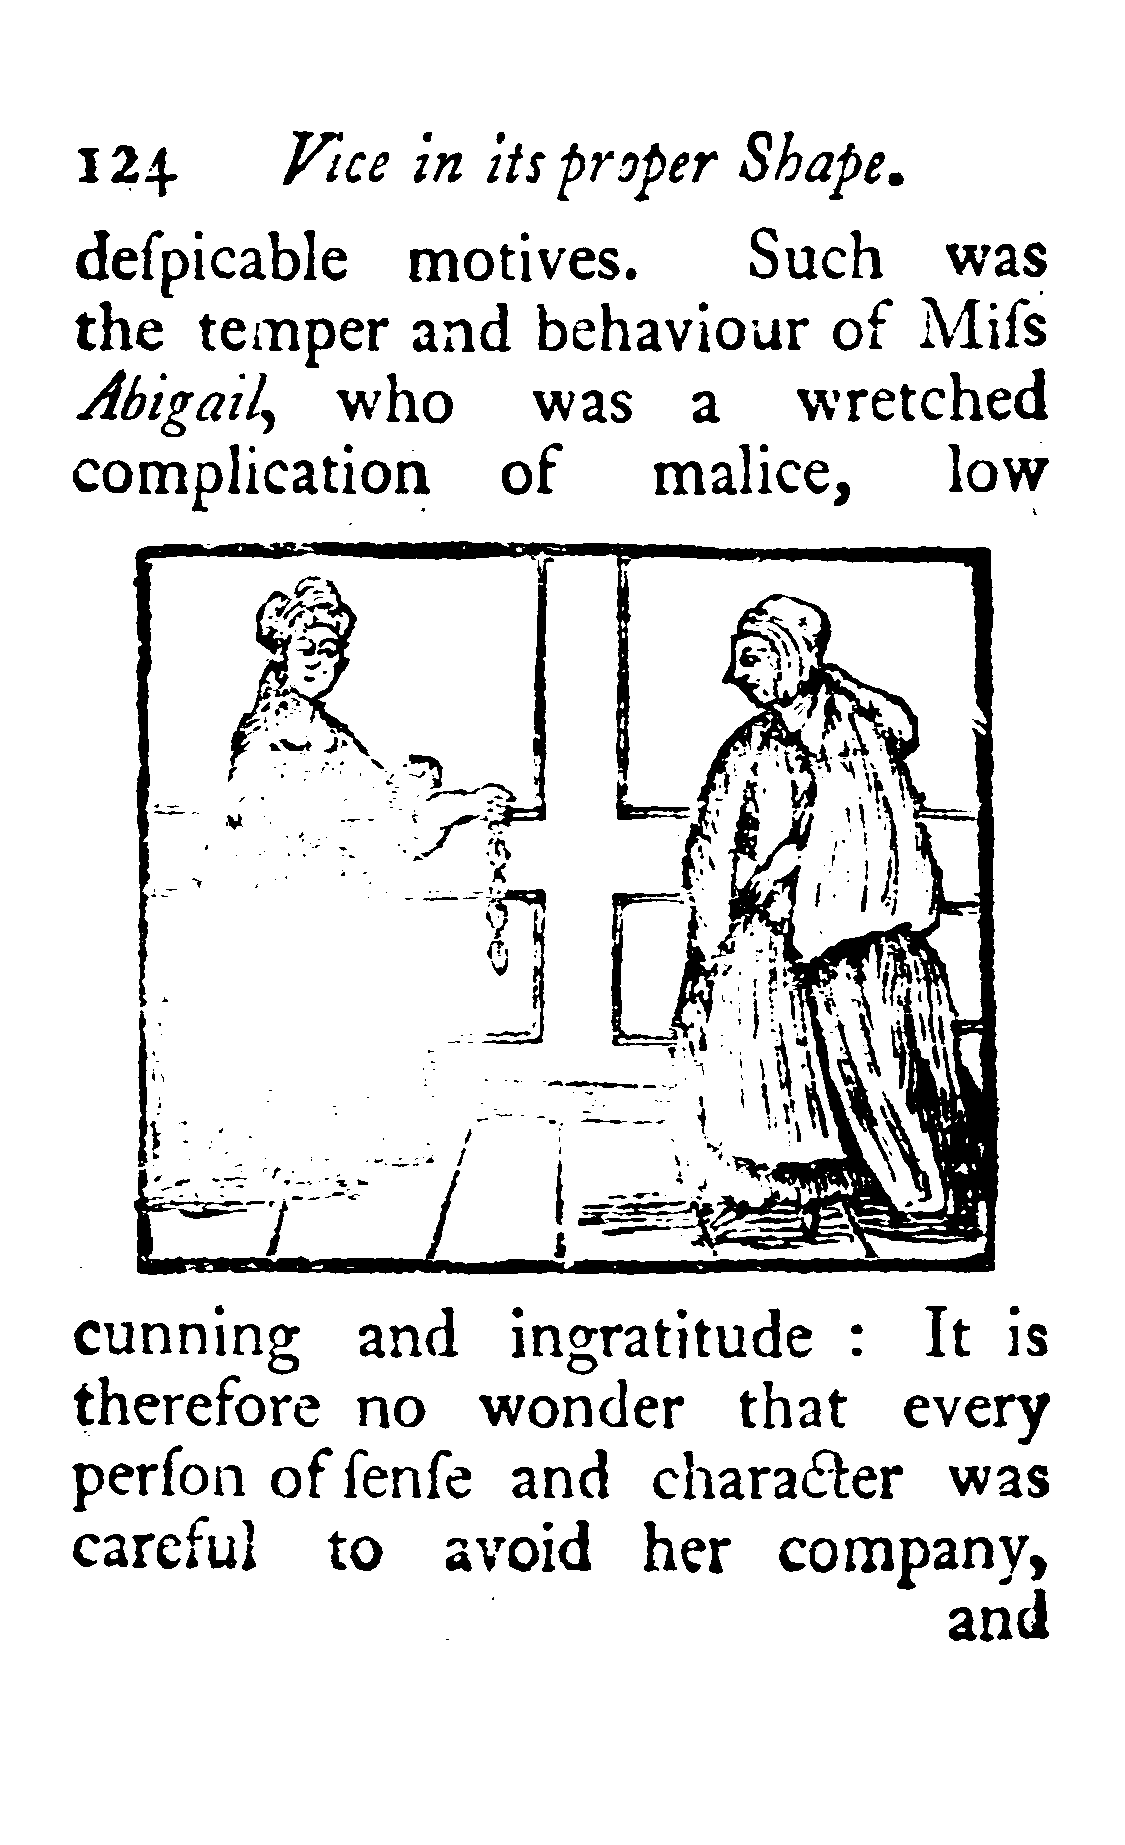 124 Vice in its proper Shape.
deſpicable motives. Such was
the temper and behaviour of Miſs
Abigail, who was a wretched
complication of malice, low
cunning and ingratitude : It is
therefore no wonder that every
perſon of ſenſe and character was
careful to avoid her company,
and